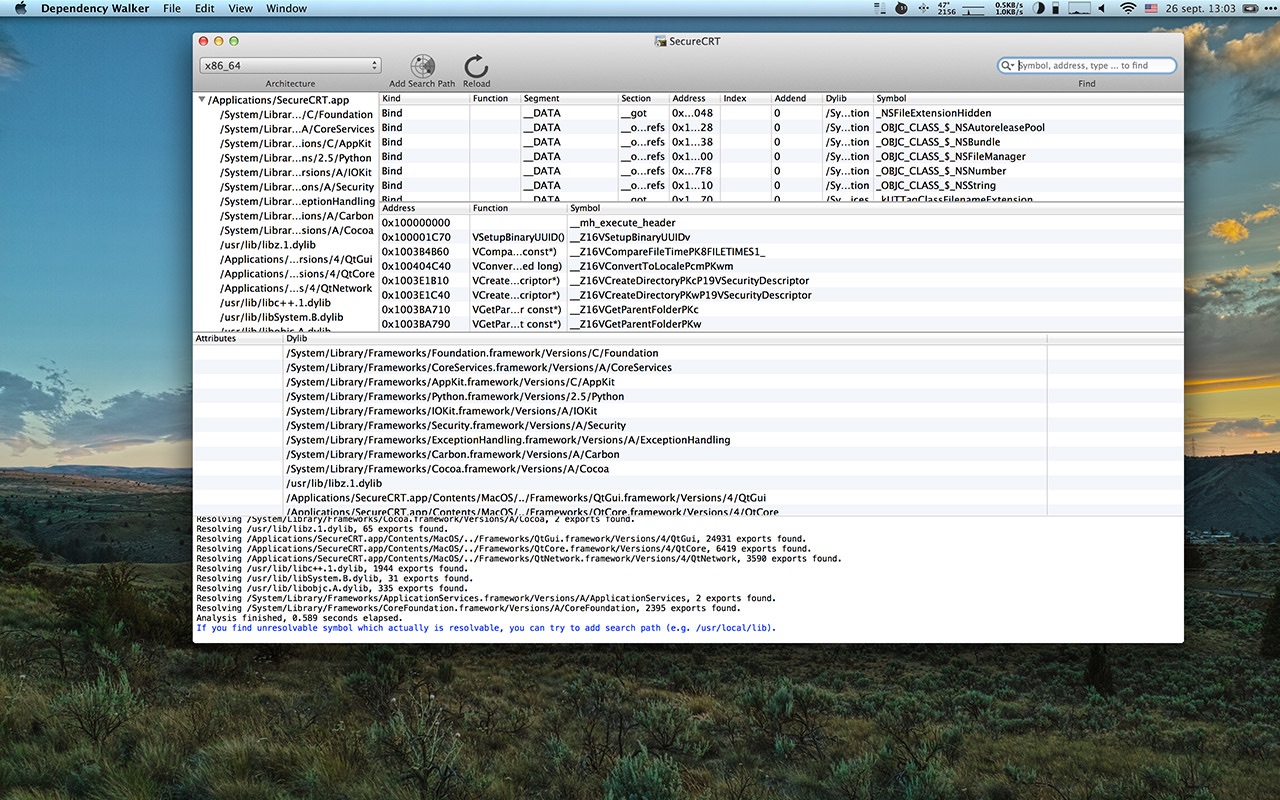 Dependency Walker File Edit View Window 47° 2156 0.5KB/s 1.0KB/s 26 sept. 13:03
SecureCRT
x86_64 Symbol, address, type ... to find
Architecture Add Search Path Reload Find
/Applications/SecureCRT.app
/System/Librar.../C/Foundation
/System/Librar...A/CoreServices
/System/Librar...ions/C/AppKit
/System/Librar...ns/2.5/Python
/System/Librar...rsions/A/IOKit
/System/Librar...ons/A/Security
/System/Librar...eptionHandling
/System/Librar...ions/A/Carbon
/System/Librar...ions/A/Cocoa
/usr/lib/libz.1.dylib
/Applications/...rsions/4/QtGui
/Applications/...sions/4/QtCore
/Applications/...s/4/QtNetwork
/usr/lib/libc++.1.dylib
/usr/lib/libSystem.B.dylib
/usr/lib/libobjc.A.dylib
Kind Function Segment Section Address Index Addend Dylib Symbol
Bind __DATA __got 0x...048 0 /Sy...tion _NSFileExtensionHidden
Bind __DATA __o...refs 0x1...28 0 /Sy...tion _OBJC_CLASS_$_NSAutoreleasePool
Bind __DATA __o...refs 0x1...38 0 /Sy...tion _OBJC_CLASS_$_NSBundle
Bind __DATA __o...refs 0x1...00 0 /Sy...tion _OBJC_CLASS_$_NSFileManager
Bind __DATA __o...refs 0x...7F8 0 /Sy...tion _OBJC_CLASS_$_NSNumber
Bind __DATA __o...refs 0x1...10 0 /Sy...tion _OBJC_CLASS_$_NSString
Bind __DATA __got 0x1...70 0 /Sy...ices _kUTTagClassFilenameExtension
Address Function Symbol
0x100000000 __mh_execute_header
0x100001C70 VSetupBinaryUUID() __Z16VSetupBinaryUUIDv
0x1003B4B60 VCompa...const*) __Z16VCompareFileTimePK8FILETIMES1_
0x100404C40 VConver...ed long) __Z16VConvertToLocalePcmPKwm
0x1003E1B10 VCreate...criptor*) __Z16VCreateDirectoryPKcP19VSecurityDescriptor
0x1003E1C40 VCreate...criptor*) __Z16VCreateDirectoryPKwP19VSecurityDescriptor
0x1003BA710 VGetPar...r const*) __Z16VGetParentFolderPKc
0x1003BA790 VGetPar...t const*) __Z16VGetParentFolderPKw
Attributes Dylib
/System/Library/Frameworks/Foundation.framework/Versions/C/Foundation
/System/Library/Frameworks/CoreServices.framework/Versions/A/CoreServices
/System/Library/Frameworks/AppKit.framework/Versions/C/AppKit
/System/Library/Frameworks/Python.framework/Versions/2.5/Python
/System/Library/Frameworks/IOKit.framework/Versions/A/IOKit
/System/Library/Frameworks/Security.framework/Versions/A/Security
/System/Library/Frameworks/ExceptionHandling.framework/Versions/A/ExceptionHandling
/System/Library/Frameworks/Carbon.framework/Versions/A/Carbon
/System/Library/Frameworks/Cocoa.framework/Versions/A/Cocoa
/usr/lib/libz.1.dylib
/Applications/SecureCRT.app/Contents/MacOS/../Frameworks/QtGui.framework/Versions/4/QtGui
/Applications/SecureCRT.app/Contents/MacOS/../Frameworks/QtCore.framework/Versions/4/QtCore
Resolving /System/Library/Frameworks/Cocoa.framework/Versions/A/Cocoa, 2 exports found.
Resolving /usr/lib/libz.1.dylib, 65 exports found.
Resolving /Applications/SecureCRT.app/Contents/MacOS/../Frameworks/QtGui.framework/Versions/4/QtGui, 24931 exports found.
Resolving /Applications/SecureCRT.app/Contents/MacOS/../Frameworks/QtCore.framework/Versions/4/QtCore, 6419 exports found.
Resolving /Applications/SecureCRT.app/Contents/MacOS/../Frameworks/QtNetwork.framework/Versions/4/QtNetwork, 3590 exports found.
Resolving /usr/lib/libc++.1.dylib, 1944 exports found.
Resolving /usr/lib/libSystem.B.dylib, 31 exports found.
Resolving /usr/lib/libobjc.A.dylib, 335 exports found.
Resolving /System/Library/Frameworks/ApplicationServices.framework/Versions/A/ApplicationServices, 2 exports found.
Resolving /System/Library/Frameworks/CoreFoundation.framework/Versions/A/CoreFoundation, 2395 exports found.
Analysis finished, 0.589 seconds elapsed.
If you find unresolvable symbol which actually is resolvable, you can try to add search path (e.g. /usr/local/lib).